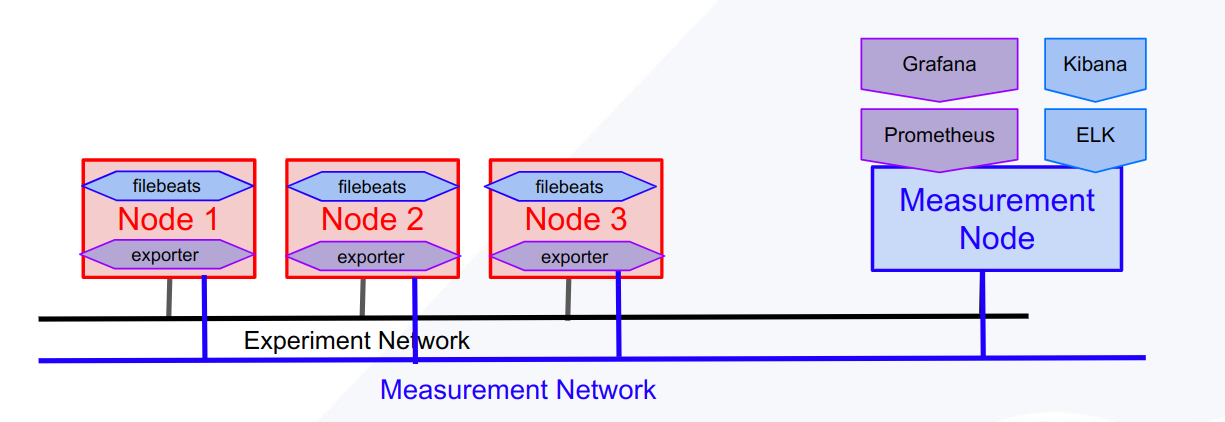 Grafana
Kibana
Prometheus
ELK
filebeats
filebeats
filebeats
Node 1
Node 2
Node 3
exporter
exporter
exporter
Measurement
Node
Experiment Network
Measurement Network